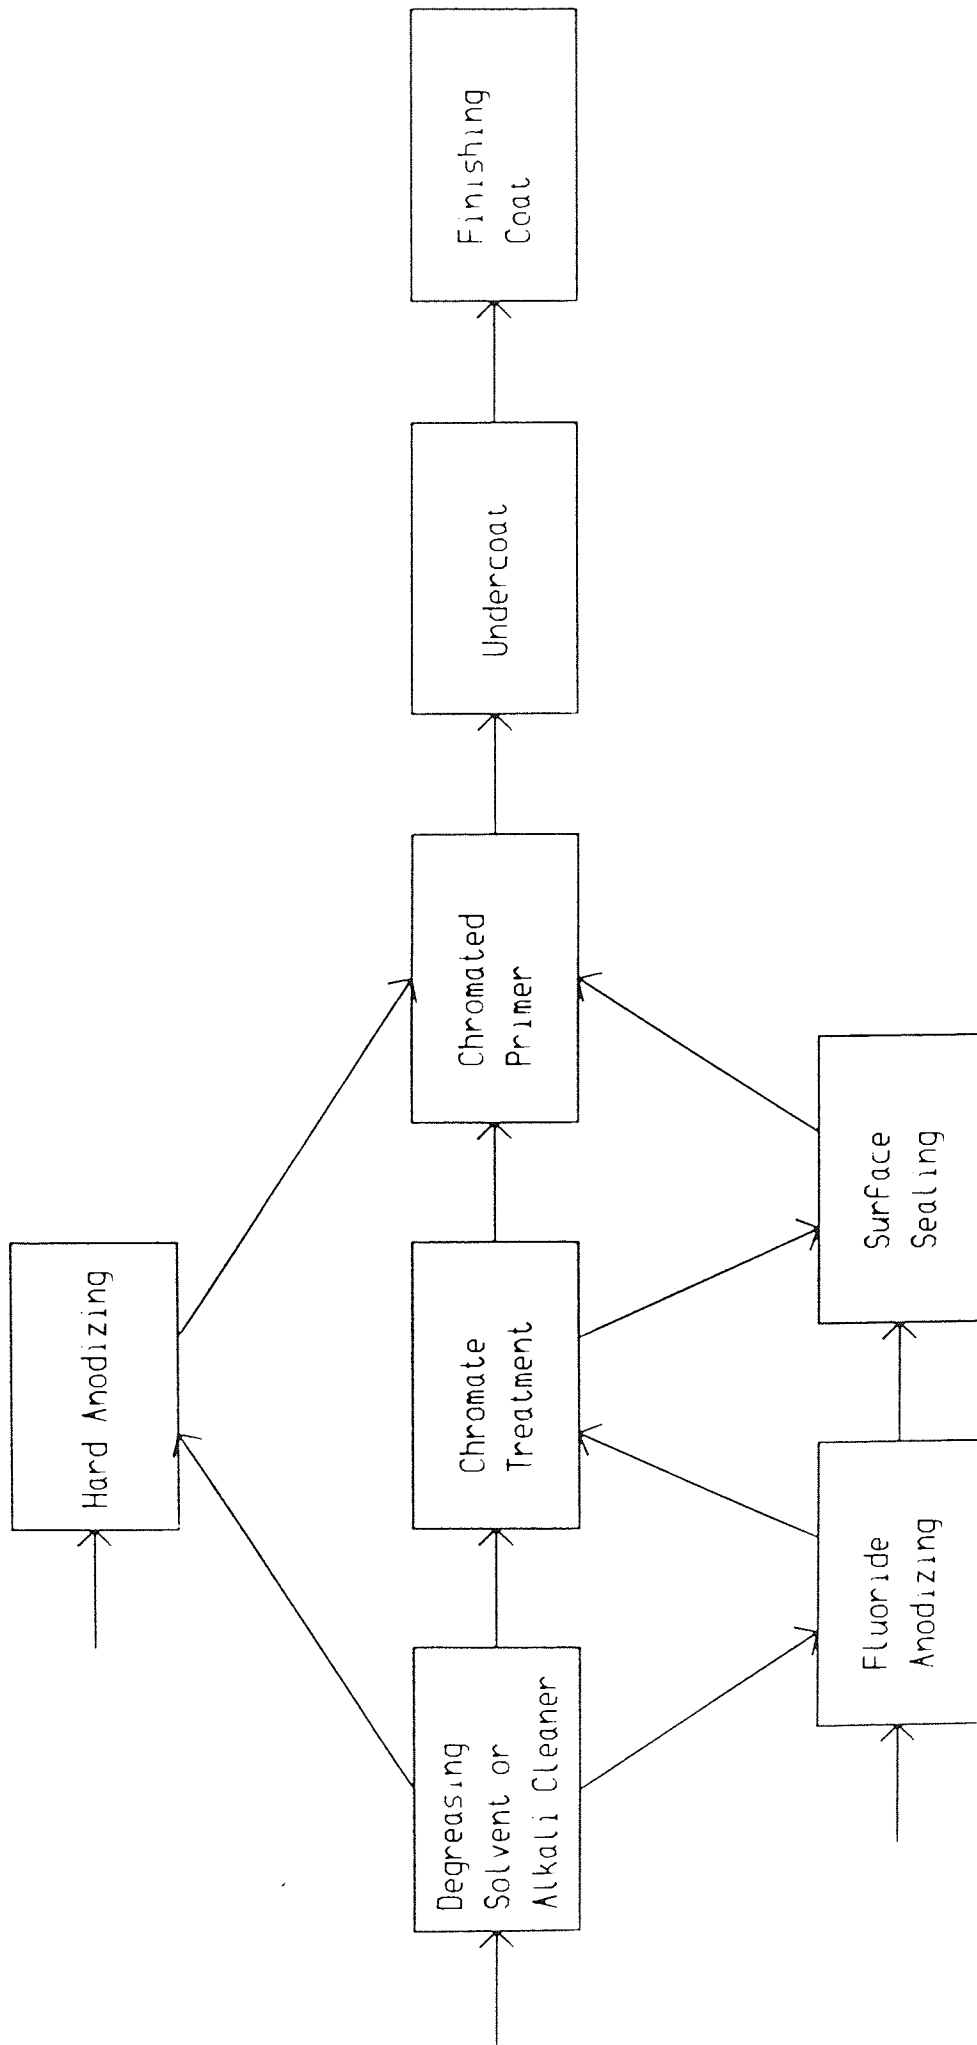 Hard Anodizing
Degreasing
Solvent or
Alkali Cleaner
Chromate
Treatment
Chromated
Primer
Undercoat
Finishing
Coat
Fluoride
Anodizing
Surface
Sealing